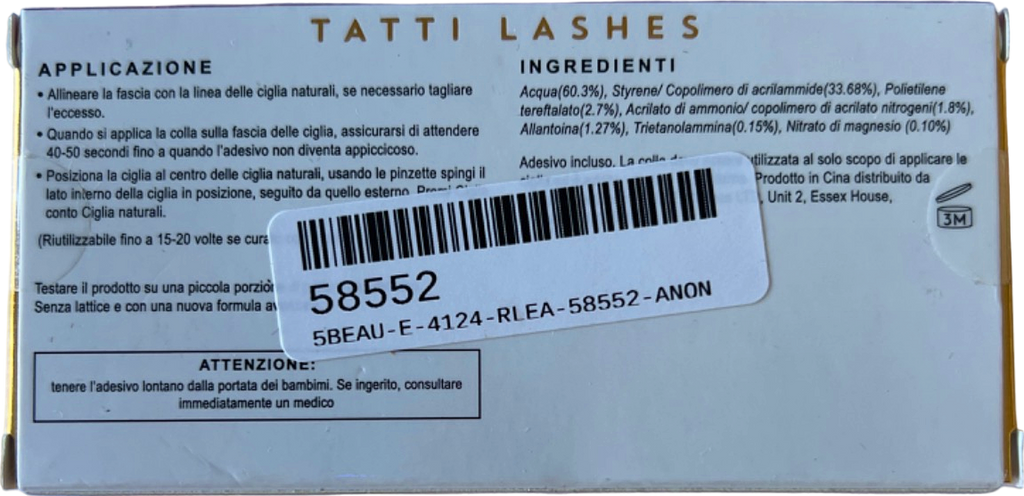 TATTI LASHES
APPLICAZIONE
• Allineare la fascia con la linea delle ciglia naturali, se necessario tagliare
l'eccesso.
• Quando si applica la colla sulla fascia delle ciglia, assicurarsi di attendere
40-50 secondi fino a quando l'adesivo non diventa appiccicoso.
• Posiziona la ciglia al centro delle ciglia naturali, usando le pinzette spingi il
lato interno della ciglia in posizione, seguito da quello esterno.
conto Ciglia naturali.
(Riutilizzabile fino a 15-20 volte se
Testare il prodotto su una piccola
Senza lattice e con una nuova formula
ATTENZIONE:
tenere l'adesivo lontano dalla portata dei bambimi. Se ingerito, consultare
immediatamente un medico
INGREDIENTI
Acqua(60.3%), Styrene/ Copolimero di acrilammide(33.68%), Polietilene
tereftalato(2.7%), Acrilato di ammonio/ copolimero di acrilato nitrogeni(1.8%),
Allantoina(1.27%), Trietanolammina(0.15%), Nitrato di magnesio (0.10%)
Adesivo incluso. La colla utilizzata al solo scopo di applicare le
Prodotto in Cina distribuito da
Unit 2, Essex House,
3M
58552
5BEAU-E-4124-RLEA-58552-ANON